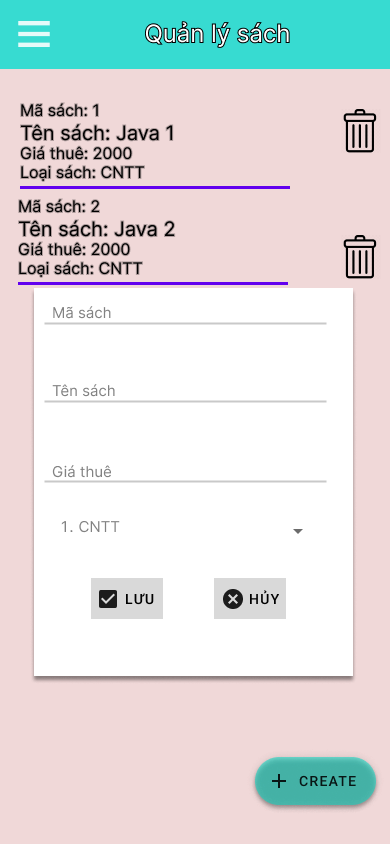 Quản lý sách
Mã sách: 1
Tên sách: Java 1
Giá thuê: 2000
Loại sách: CNTT
Mã sách: 2
Tên sách: Java 2
Giá thuê: 2000
Loại sách: CNTT
Mã sách
Tên sách
Giá thuê
1. CNTT
LƯU
HỦY
CREATE